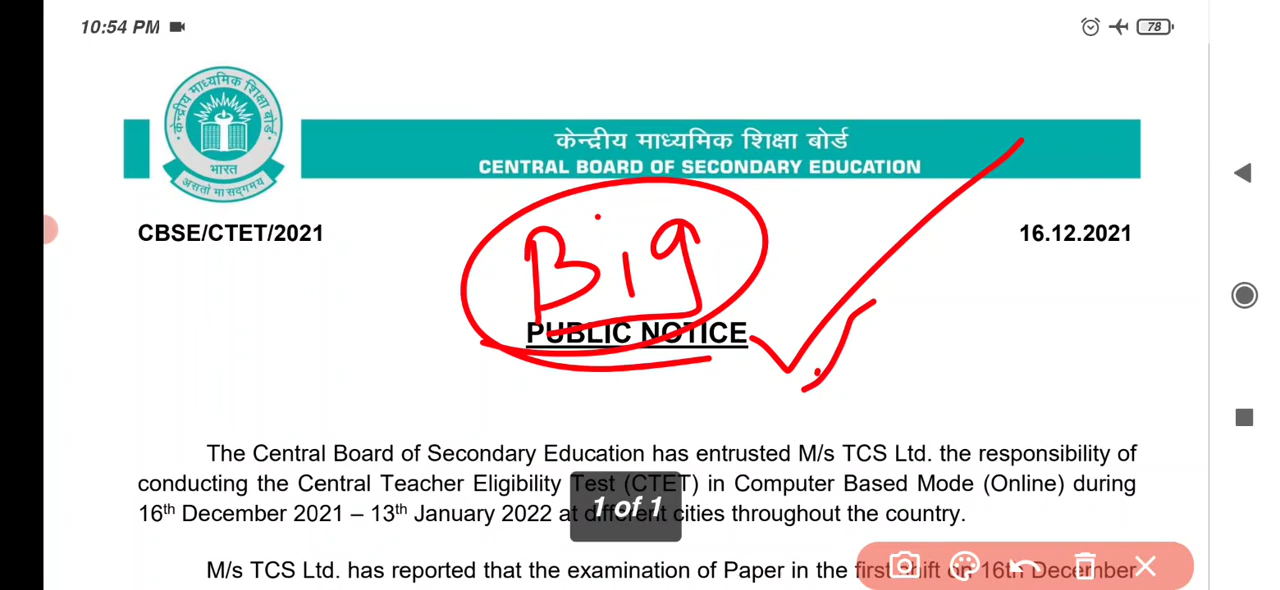 10:54 PM
78
केन्द्रीय माध्यमिक शिक्षा बोर्ड
भारत
असतो मा सद्गमय
केन्द्रीय माध्यमिक शिक्षा बोर्ड
CENTRAL BOARD OF SECONDARY EDUCATION
CBSE/CTET/2021
16.12.2021
Big
PUBLIC NOTICE
The Central Board of Secondary Education has entrusted M/s TCS Ltd. the responsibility of
conducting the Central Teacher Eligibility Test (CTET) in Computer Based Mode (Online) during
16th December 2021 – 13th January 2022 at different cities throughout the country.
1 of 1
M/s TCS Ltd. has reported that the examination of Paper in the first shift on 16th December